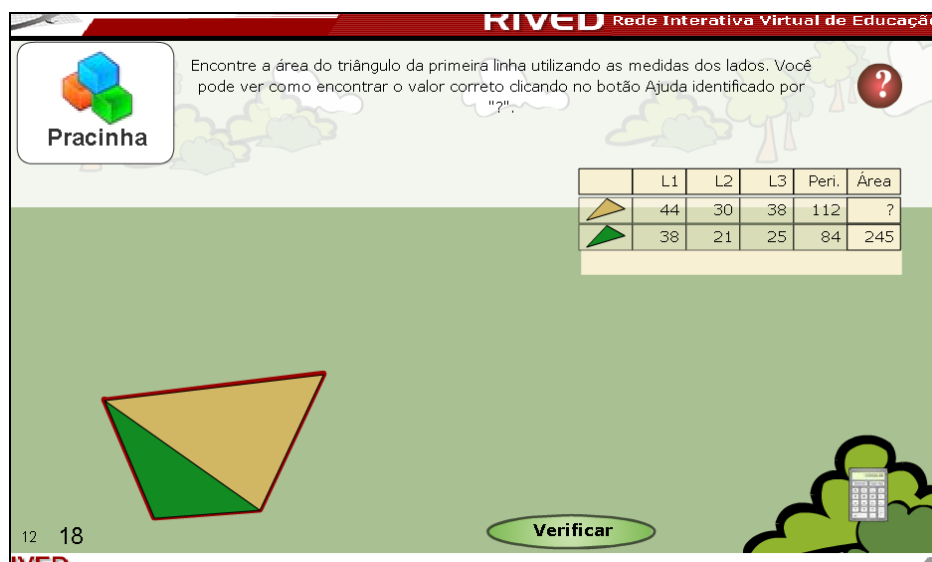 RIVED Rede Interativa Virtual de Educaçã
Encontre a área do triângulo da primeira linha utilizando as medidas dos lados. Você
pode ver como encontrar o valor correto clicando no botão Ajuda identificado por
"?".
?
Pracinha
L1 L2 L3 Peri. Área
44 30 38 112 ?
38 21 25 84 245
Verificar
12 18